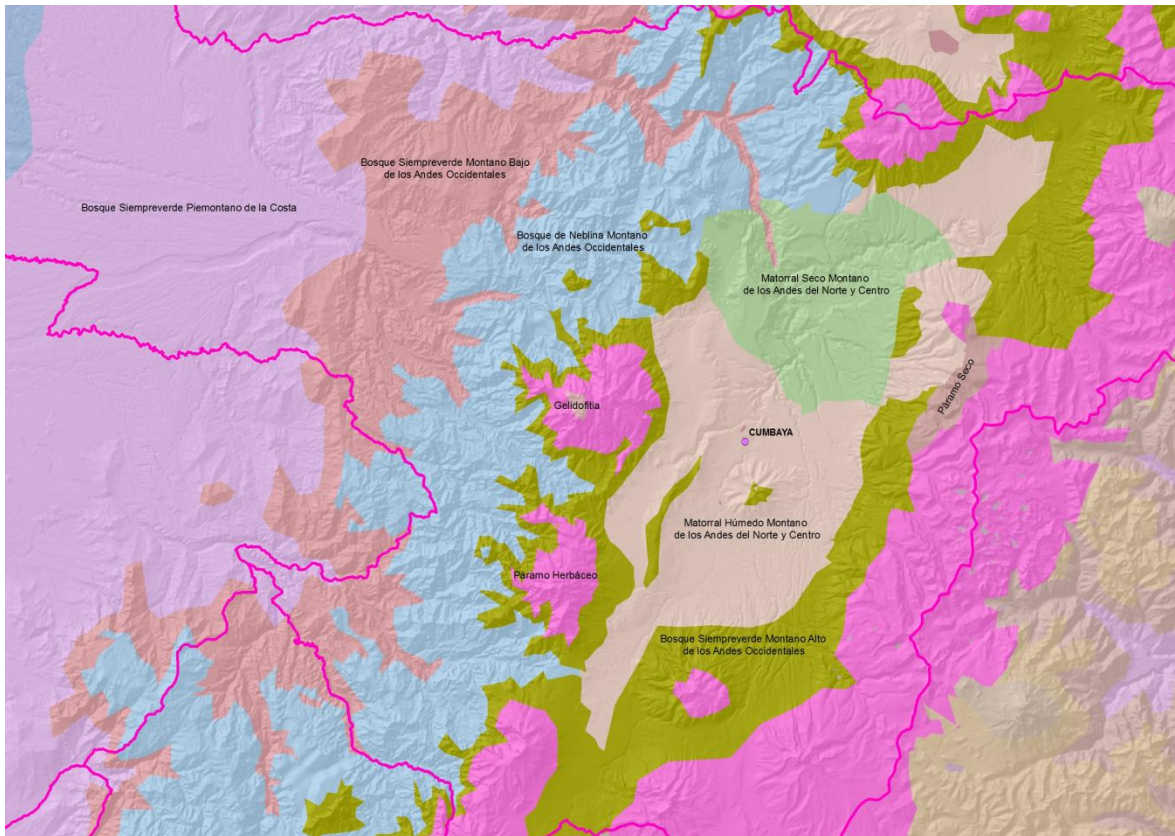 Bosque Siempreverde Montano Bajo
de los Andes Occidentales
Bosque Siempreverde Piemontano de la Costa
Bosque de Neblina Montano
de los Andes Occidentales
Matorral Seco Montano
de los Andes del Norte y Centro
Páramo Seco
Gelidofitia
CUMBAYA
Matorral Húmedo Montano
de los Andes del Norte y Centro
Páramo Herbáceo
Bosque Siempreverde Montano Alto
de los Andes Occidentales